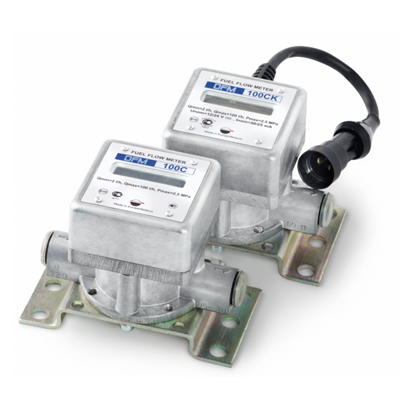 FUEL FLOW METER
DFM 100CK
Qmin=2 l/h, Qmax=100 l/h, Pmax=2,5 MPa
FUEL FLOW METER
DFM 100C
Qmin=2 l/h, Qmax=100 l/h, Pmax=2,5 MPa